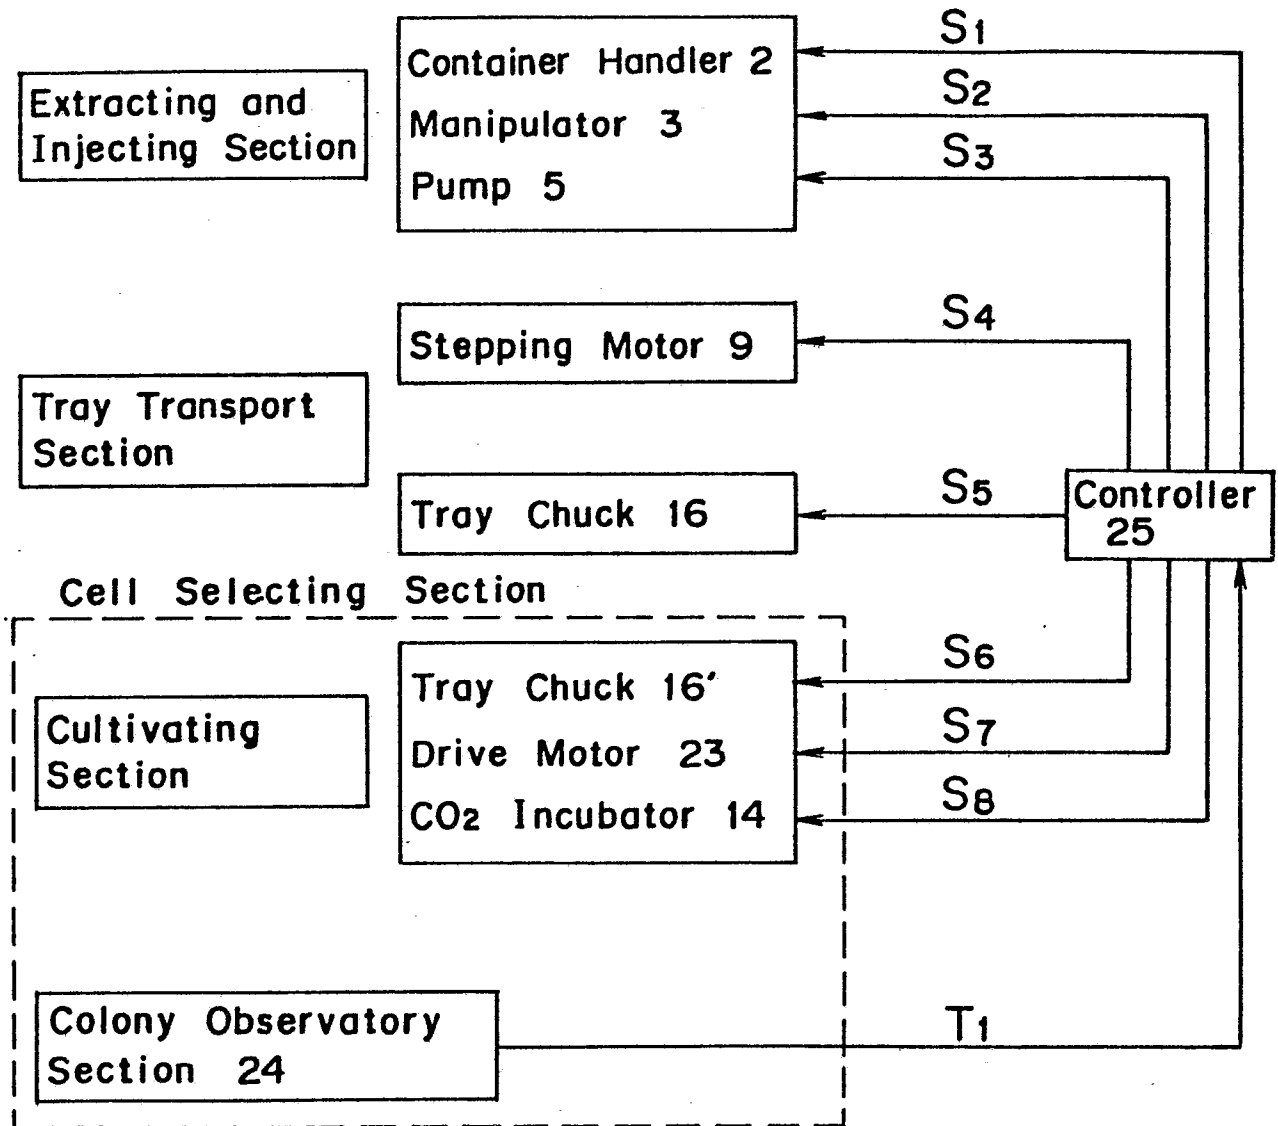 Extracting and
Injecting Section
Container Handler 2
Manipulator 3
Pump 5
S1
S2
S3
Tray Transport
Section
Stepping Motor 9
S4
Tray Chuck 16
S5
Controller
25
Cell Selecting Section
Cultivating
Section
Tray Chuck 16'
Drive Motor 23
CO2 Incubator 14
S6
S7
S8
Colony Observatory
Section 24
T1